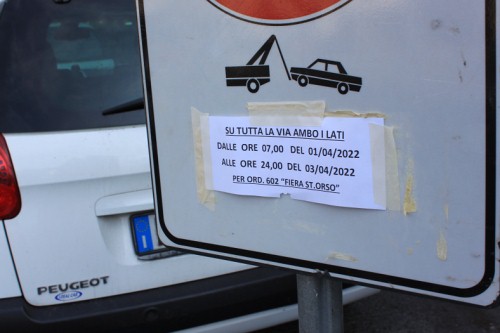 SU TUTTA LA VIA AMBO I LATI
DALLE ORE 07,00 DEL 01/04/2022
ALLE ORE 24,00 DEL 03/04/2022
PER ORD. 602 "FIERA ST.ORSO"
PEUGEOT
I